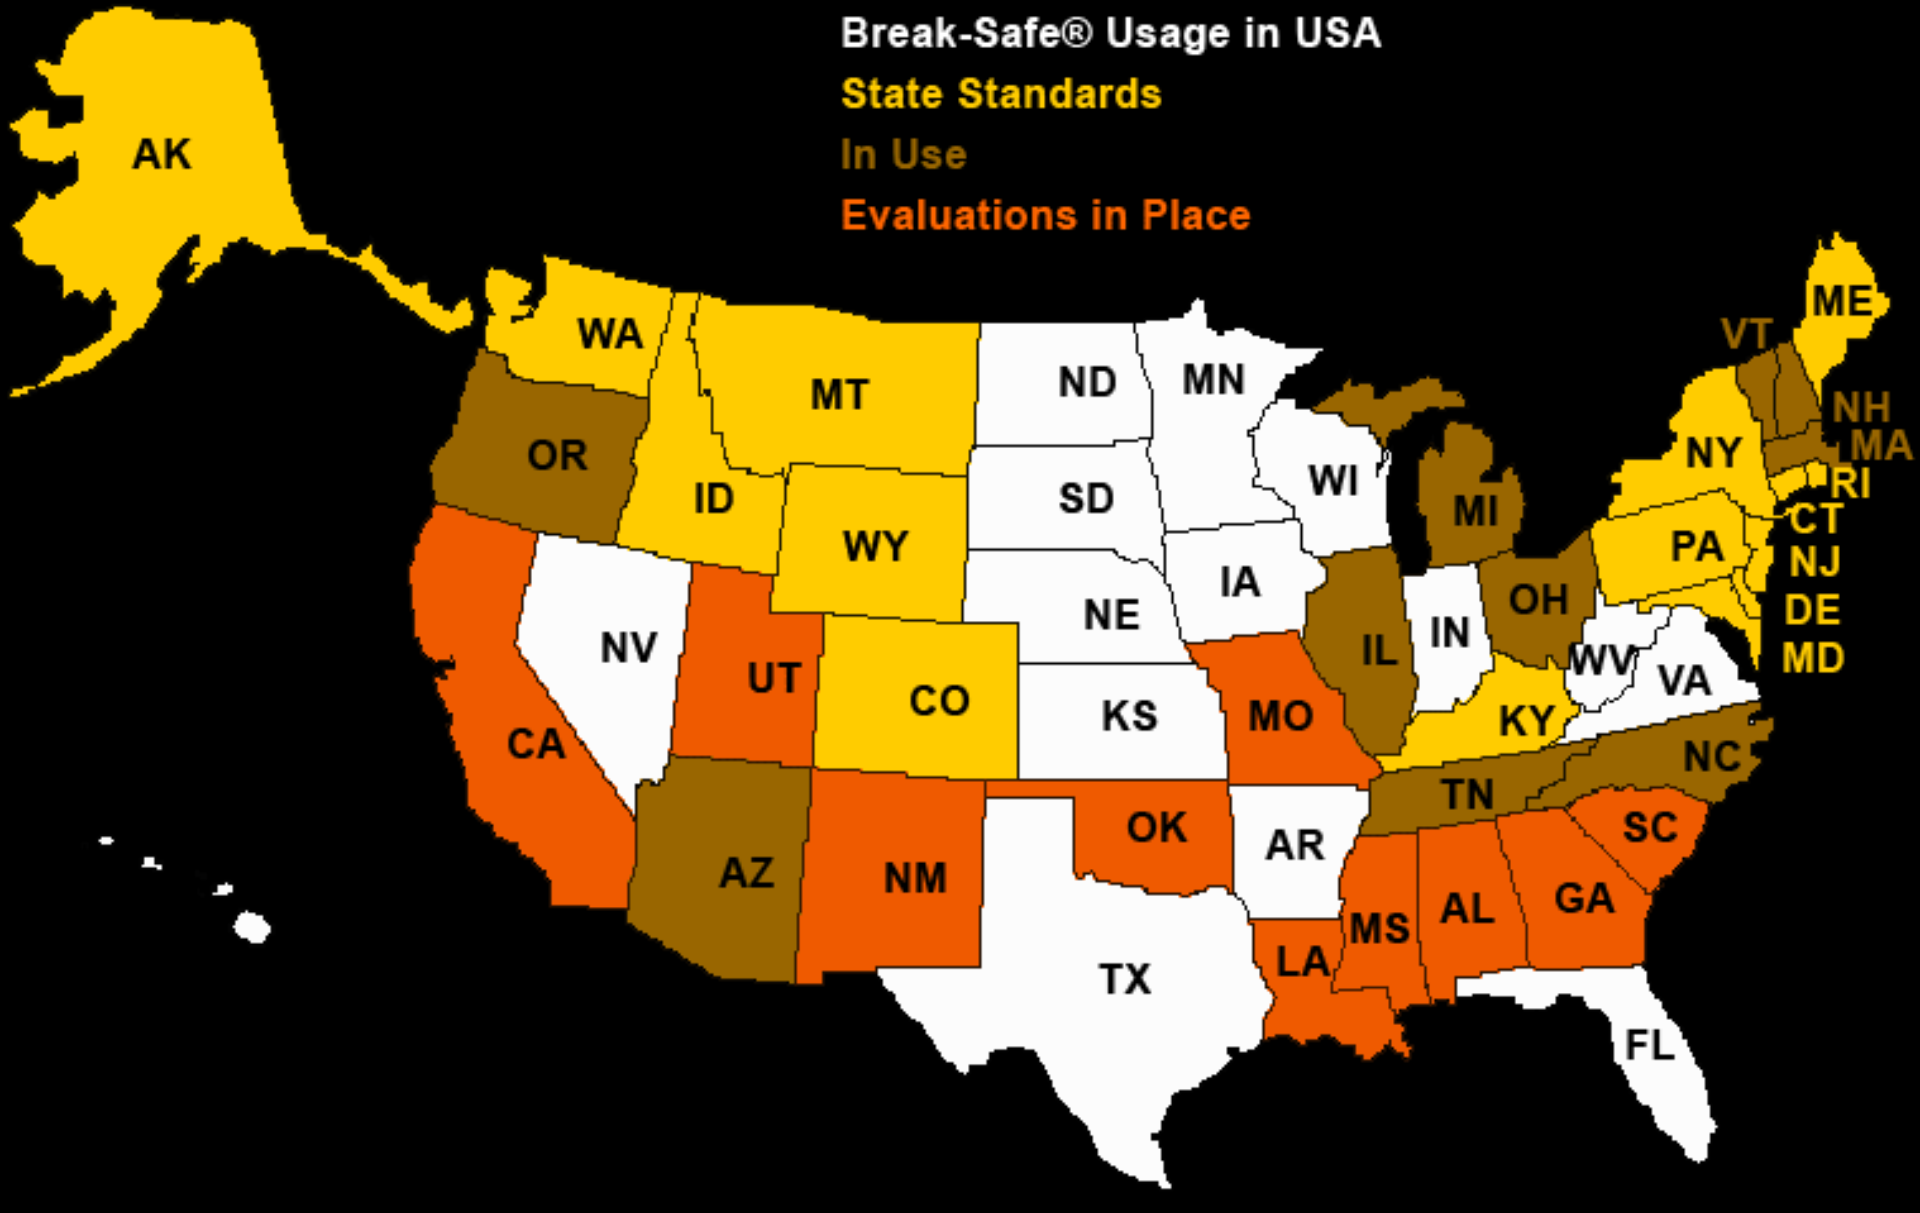 Break-Safe® Usage in USA
State Standards
In Use
Evaluations in Place
AK
WA
MT
ND
MN
ME
VT
NH
MA
OR
ID
WY
SD
WI
MI
NY
RI
CT
PA
NJ
DE
MD
NV
UT
CO
NE
IA
IL
IN
OH
WV
VA
CA
KS
MO
KY
NC
TN
SC
AZ
NM
OK
AR
MS
AL
GA
LA
TX
FL